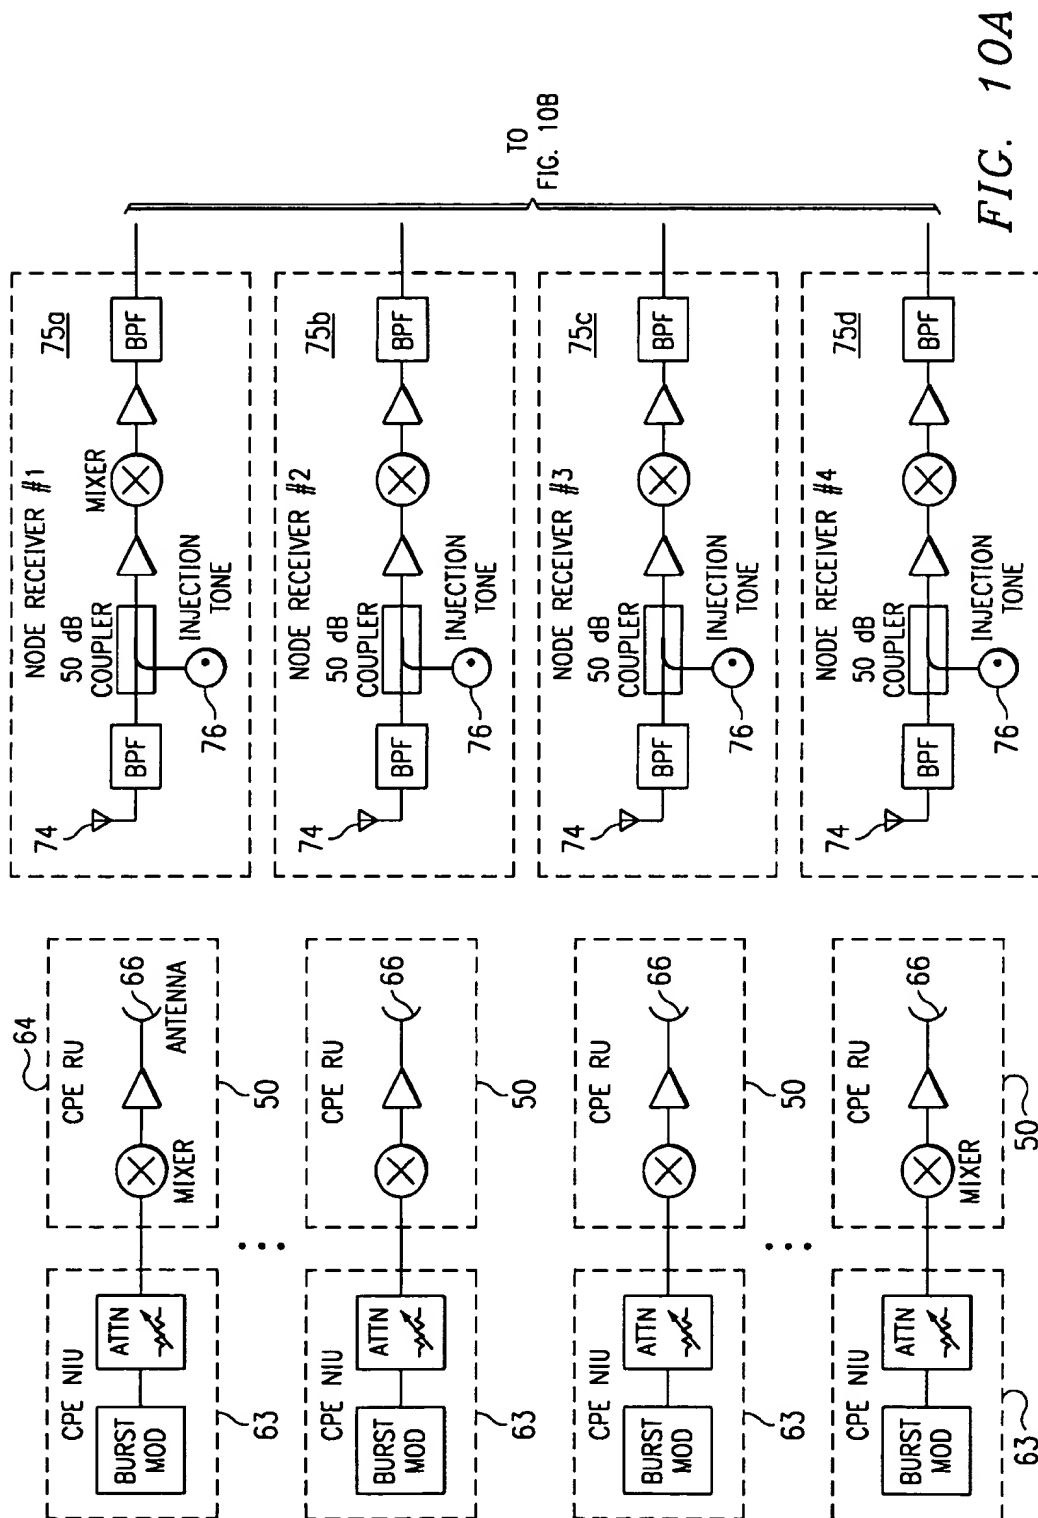 CPE NIU
BURST
MOD
ATTN
63
64
CPE RU
MIXER
ANTENNA
66
50
NODE RECEIVER #1
75a
74
BPF
50 dB
COUPLER
MIXER
BPF
INJECTION
TONE
76
CPE NIU
BURST
MOD
ATTN
63
CPE RU
66
50
NODE RECEIVER #2
75b
74
BPF
50 dB
COUPLER
BPF
INJECTION
TONE
76
CPE NIU
BURST
MOD
ATTN
63
CPE RU
66
50
NODE RECEIVER #3
75c
74
BPF
50 dB
COUPLER
BPF
INJECTION
TONE
76
CPE NIU
BURST
MOD
ATTN
63
CPE RU
MIXER
66
50
NODE RECEIVER #4
75d
74
BPF
50 dB
COUPLER
BPF
INJECTION
TONE
76
TO
FIG. 10B
FIG. 10A